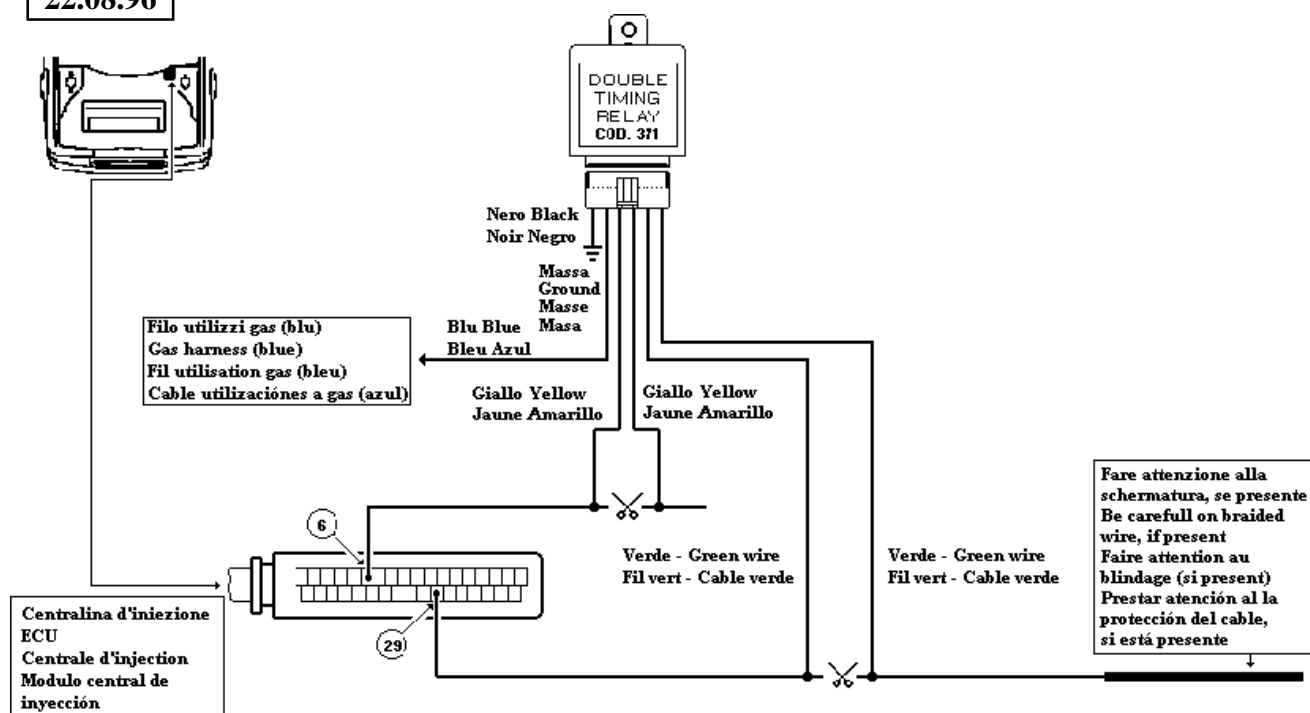 22.08.96
DOUBLE
TIMING
RELAY
COD. 371
Nero Black
Noir Negro
Massa
Ground
Masse
Masa
Filo utilizzi gas (blu)
Gas harness (blue)
Fil utilisation gas (bleu)
Cable utilizaciónes a gas (azul)
Blu Blue
Bleu Azul
Giallo Yellow
Jaune Amarillo
Giallo Yellow
Jaune Amarillo
6
29
Verde - Green wire
Fil vert - Cable verde
Verde - Green wire
Fil vert - Cable verde
Fare attenzione alla
schermatura, se presente
Be carefull on braided
wire, if present
Faire attention au
blindage (si present)
Prestar atención al la
protección del cable,
si está presente
Centralina d'iniezione
ECU
Centrale d'injection
Modulo central de
inyección